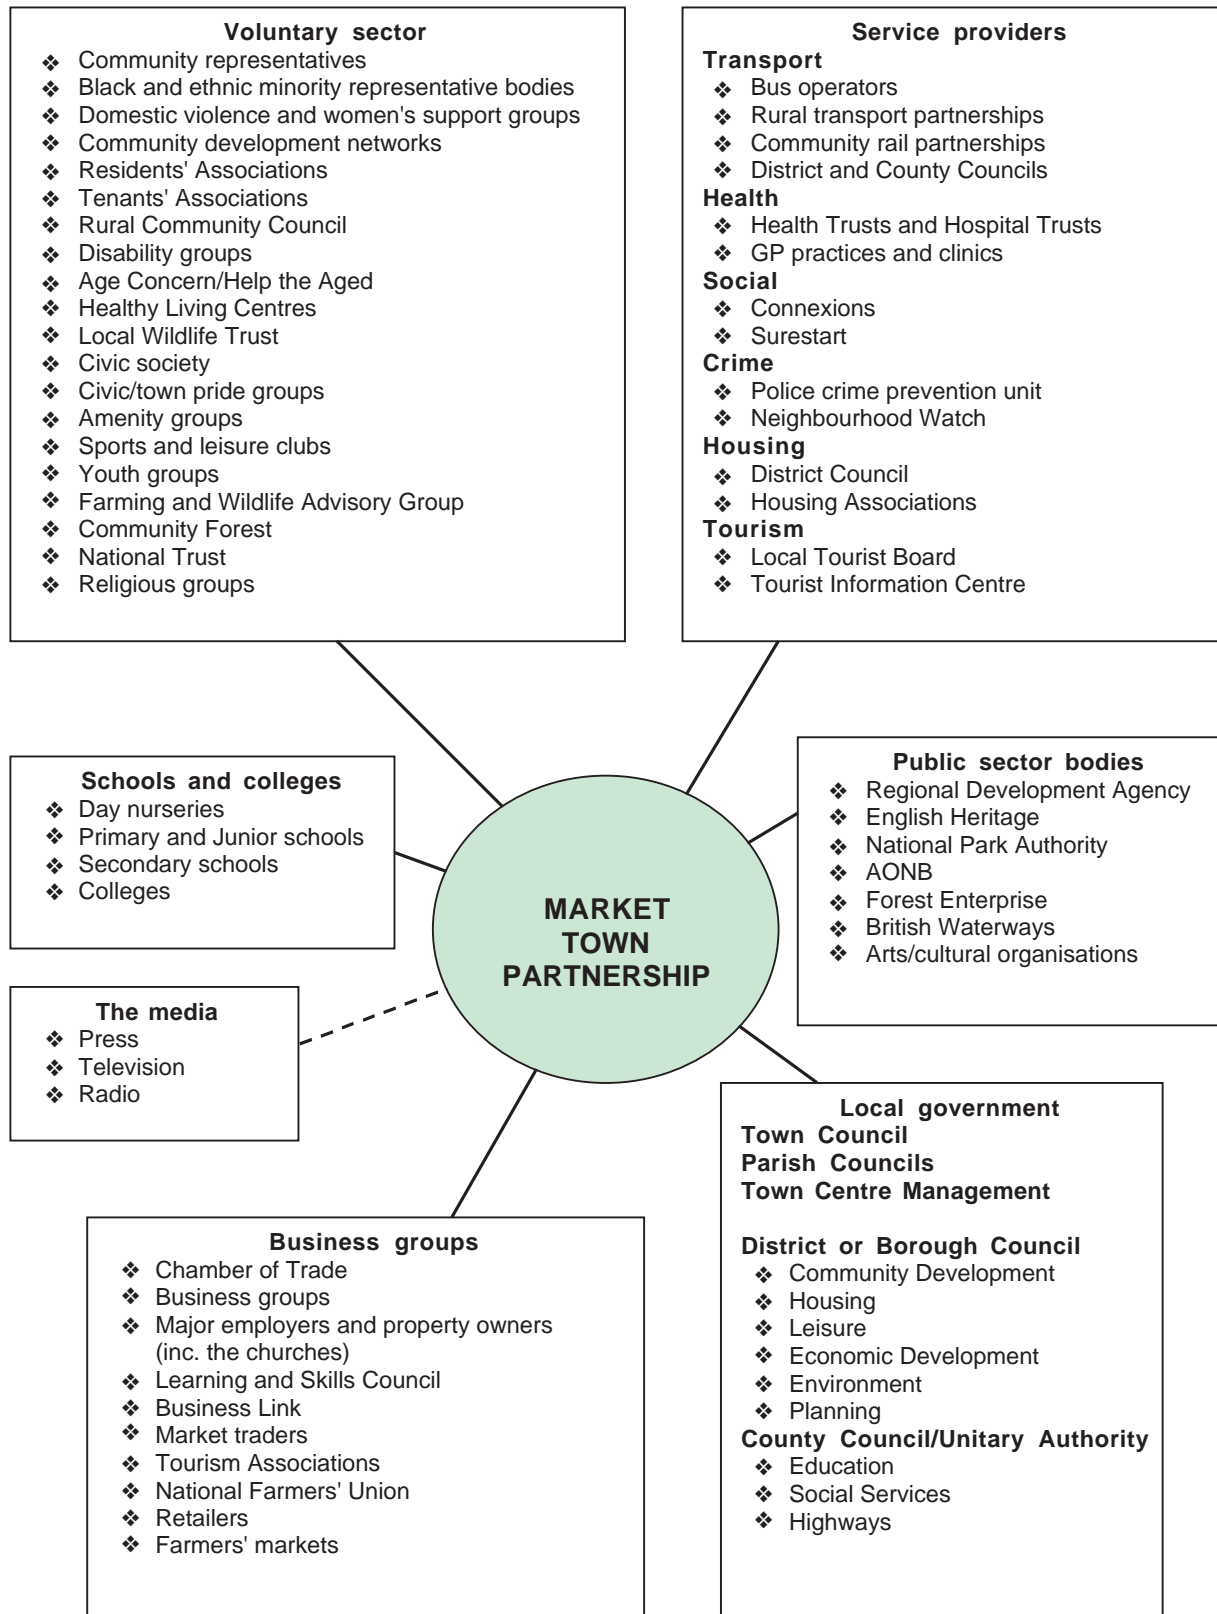 Voluntary sector
❖ Community representatives
❖ Black and ethnic minority representative bodies
❖ Domestic violence and women's support groups
❖ Community development networks
❖ Residents' Associations
❖ Tenants' Associations
❖ Rural Community Council
❖ Disability groups
❖ Age Concern/Help the Aged
❖ Healthy Living Centres
❖ Local Wildlife Trust
❖ Civic society
❖ Civic/town pride groups
❖ Amenity groups
❖ Sports and leisure clubs
❖ Youth groups
❖ Farming and Wildlife Advisory Group
❖ Community Forest
❖ National Trust
❖ Religious groups
Service providers
Transport
❖ Bus operators
❖ Rural transport partnerships
❖ Community rail partnerships
❖ District and County Councils
Health
❖ Health Trusts and Hospital Trusts
❖ GP practices and clinics
Social
❖ Connexions
❖ Surestart
Crime
❖ Police crime prevention unit
❖ Neighbourhood Watch
Housing
❖ District Council
❖ Housing Associations
Tourism
❖ Local Tourist Board
❖ Tourist Information Centre
Schools and colleges
❖ Day nurseries
❖ Primary and Junior schools
❖ Secondary schools
❖ Colleges
MARKET
TOWN
PARTNERSHIP
Public sector bodies
❖ Regional Development Agency
❖ English Heritage
❖ National Park Authority
❖ AONB
❖ Forest Enterprise
❖ British Waterways
❖ Arts/cultural organisations
The media
❖ Press
❖ Television
❖ Radio
Business groups
❖ Chamber of Trade
❖ Business groups
❖ Major employers and property owners
(inc. the churches)
❖ Learning and Skills Council
❖ Business Link
❖ Market traders
❖ Tourism Associations
❖ National Farmers' Union
❖ Retailers
❖ Farmers' markets
Local government
Town Council
Parish Councils
Town Centre Management
District or Borough Council
❖ Community Development
❖ Housing
❖ Leisure
❖ Economic Development
❖ Environment
❖ Planning
County Council/Unitary Authority
❖ Education
❖ Social Services
❖ Highways